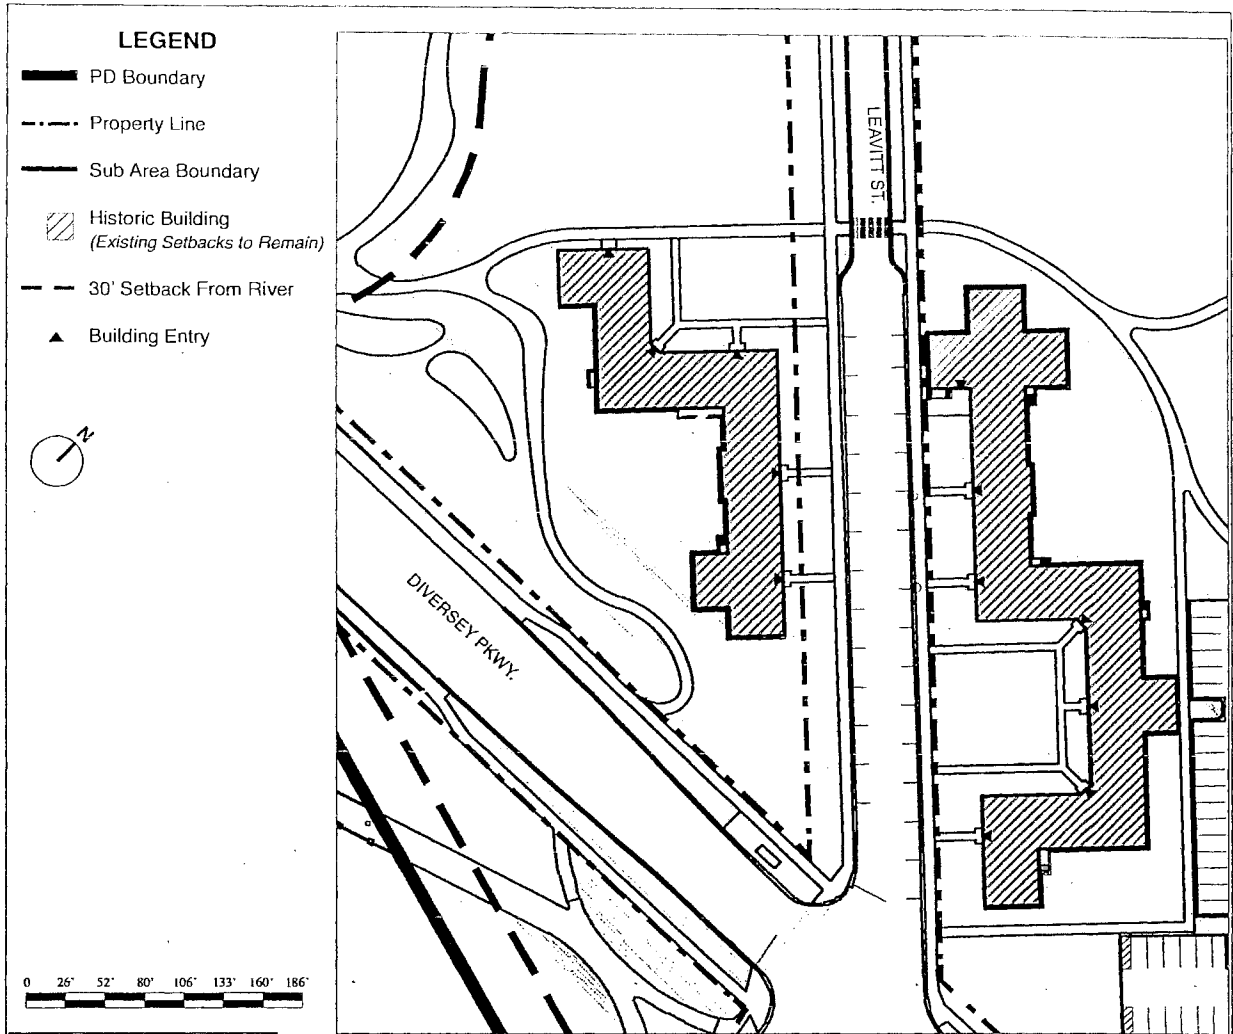 LEGEND
PD Boundary
Property Line
Sub Area Boundary
Historic Building
(Existing Setbacks to Remain)
30' Setback From River
Building Entry
N
LEAVITT ST.
DIVERSEY PKWY.
0 26' 52' 80' 106' 133' 160' 186'